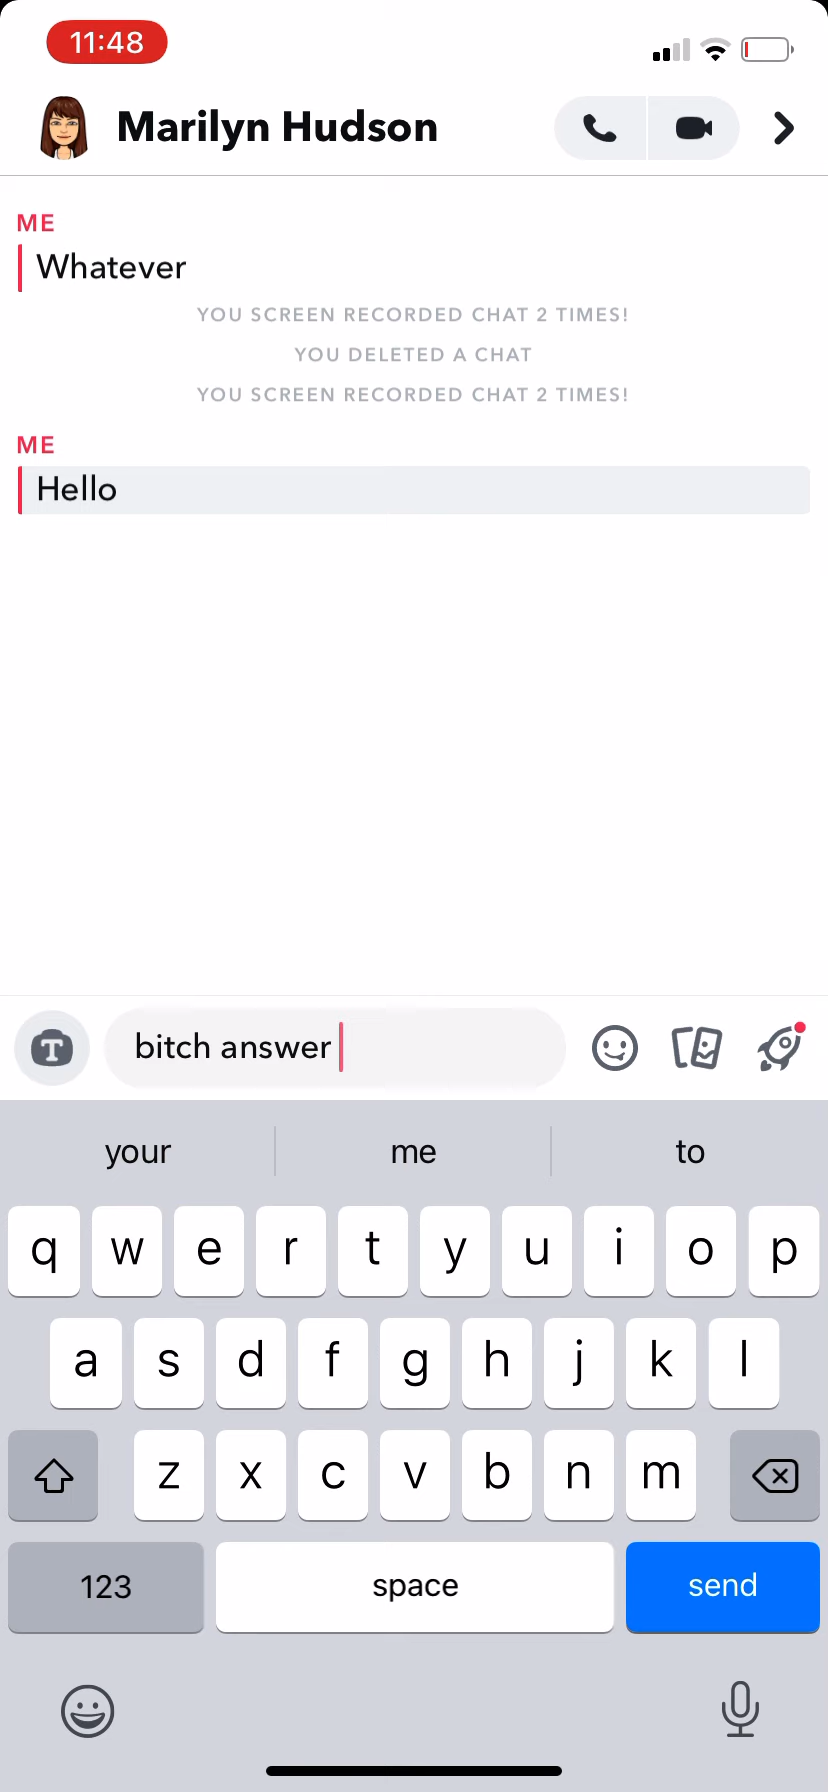 11:48
Marilyn Hudson
ME
Whatever
YOU SCREEN RECORDED CHAT 2 TIMES!
YOU DELETED A CHAT
YOU SCREEN RECORDED CHAT 2 TIMES!
ME
Hello
T
bitch answer
your me to
q w e r t y u i o p
a s d f g h j k l
z x c v b n m
123 space send